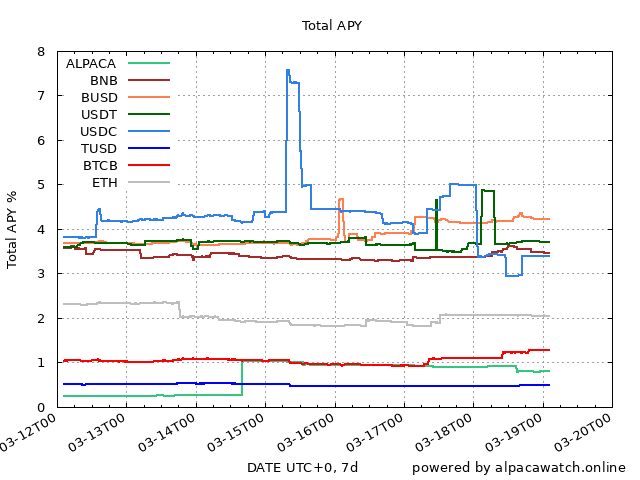 Total APY
8
7
6
5
4
3
2
1
0
Total APY %
ALPACA
BNB
BUSD
USDT
USDC
TUSD
BTCB
ETH
03-12T00
03-13T00
03-14T00
03-15T00
03-16T00
03-17T00
03-18T00
03-19T00
03-20T00
DATE UTC+0, 7d
powered by alpacawatch.online